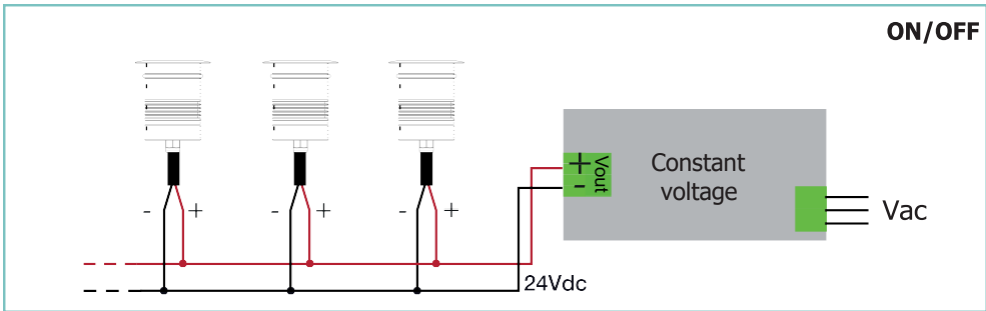 ON/OFF
- +
- +
- +
+
-
Vout
Constant
voltage
Vac
24Vdc